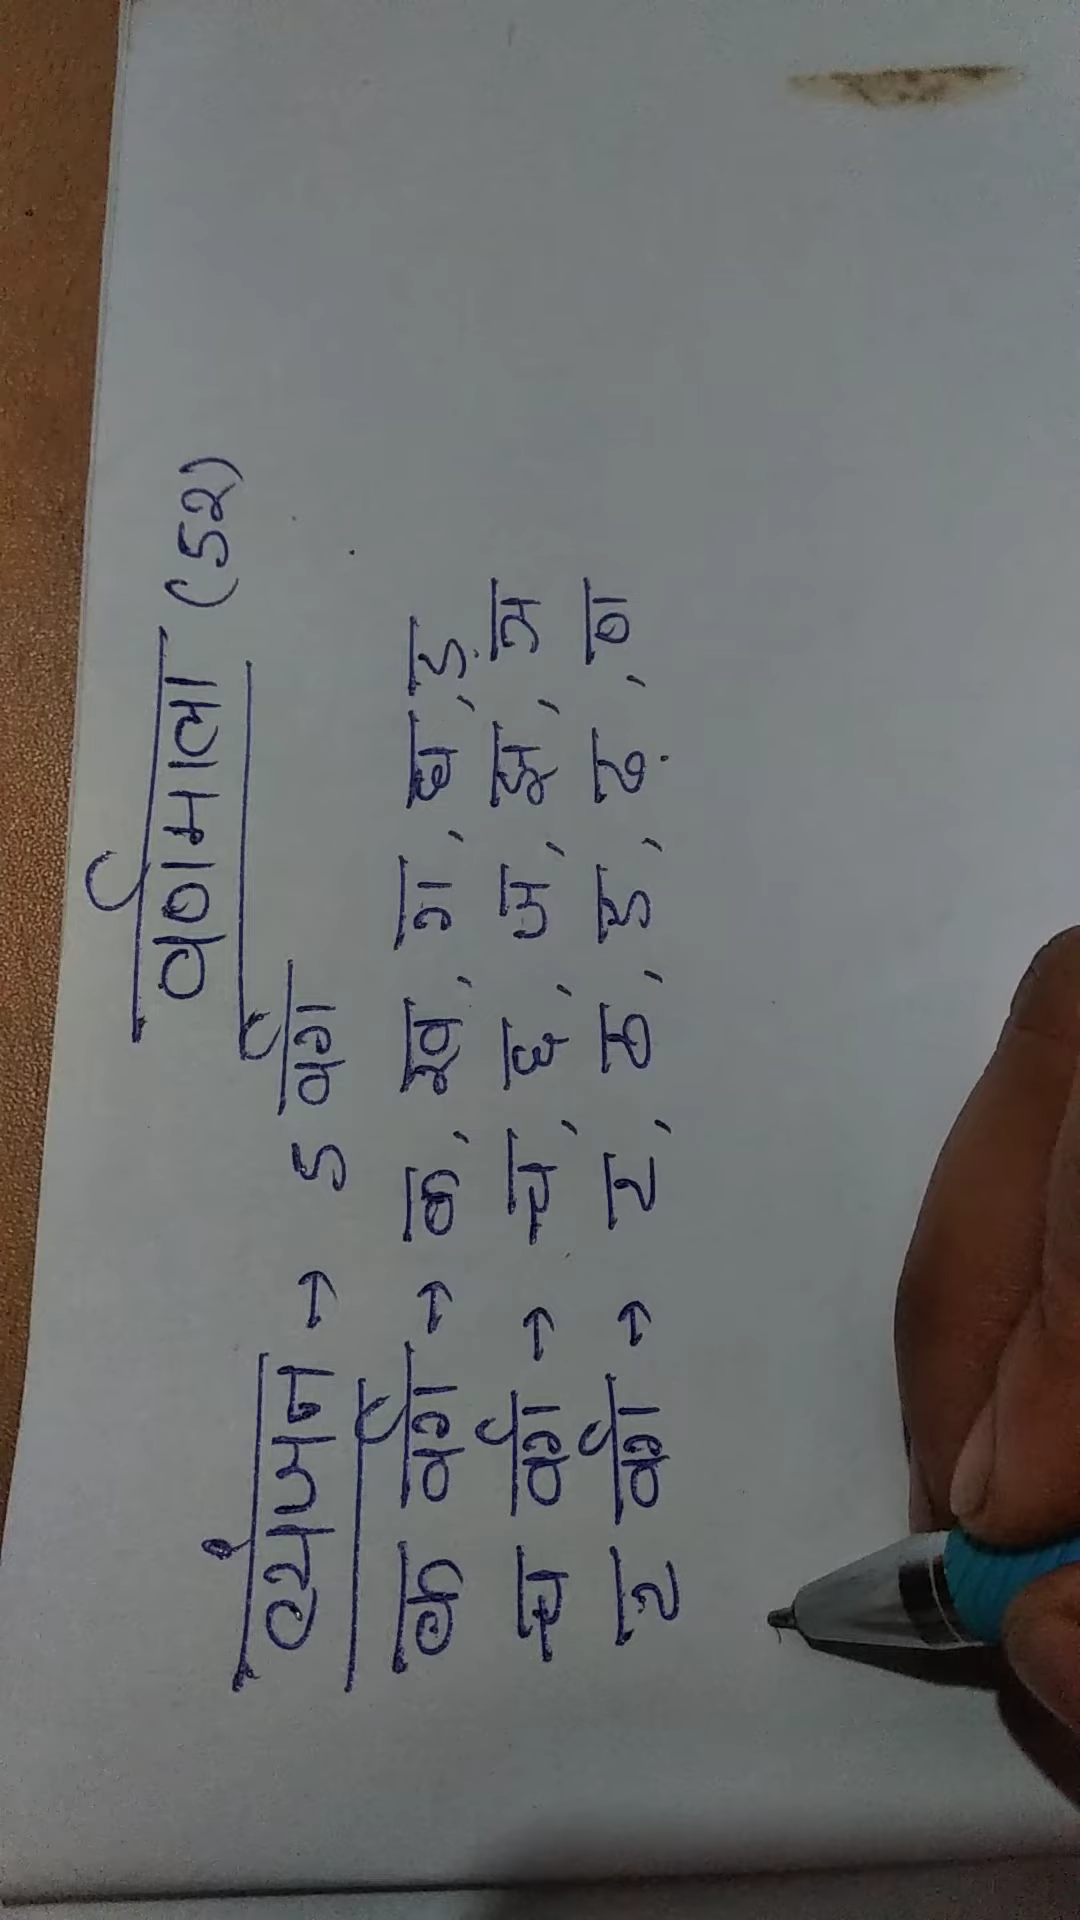 वर्णमाला (52)
व्यंजन → 5 वर्ग
क वर्ग → क, ख, ग, घ, ङ
च वर्ग → च, छ, ज, झ, ञ
ट वर्ग → ट, ठ, ड, ढ़, ण